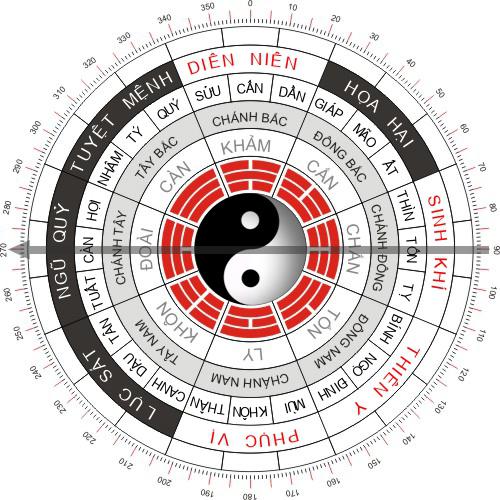 0
10
20
30
40
50
60
70
80
90
100
110
120
130
140
150
160
170
180
190
200
210
220
230
240
250
260
270
280
290
300
310
320
330
340
350
DIÊN NIÊN
HỌA HẠI
SINH KHÍ
THIÊN Y
PHỤC VỊ
LỤC SÁT
NGŨ QUỶ
TUYỆT MỆNH
SỬU
CẤN
DẦN
GIÁP
MÃO
ẤT
THÌN
TỐN
TỴ
BÍNH
NGỌ
ĐINH
MÙI
KHÔN
THÂN
CANH
DẬU
TÂN
TUẤT
CÀN
HỢI
NHÂM
TÝ
QUÝ
CHÁNH BẮC
ĐÔNG BẮC
CHÁNH ĐÔNG
ĐÔNG NAM
CHÁNH NAM
TÂY NAM
CHÁNH TÂY
TÂY BẮC
KHẢM
CẤN
CHẤN
TỐN
LY
KHÔN
ĐOÀI
CÀN